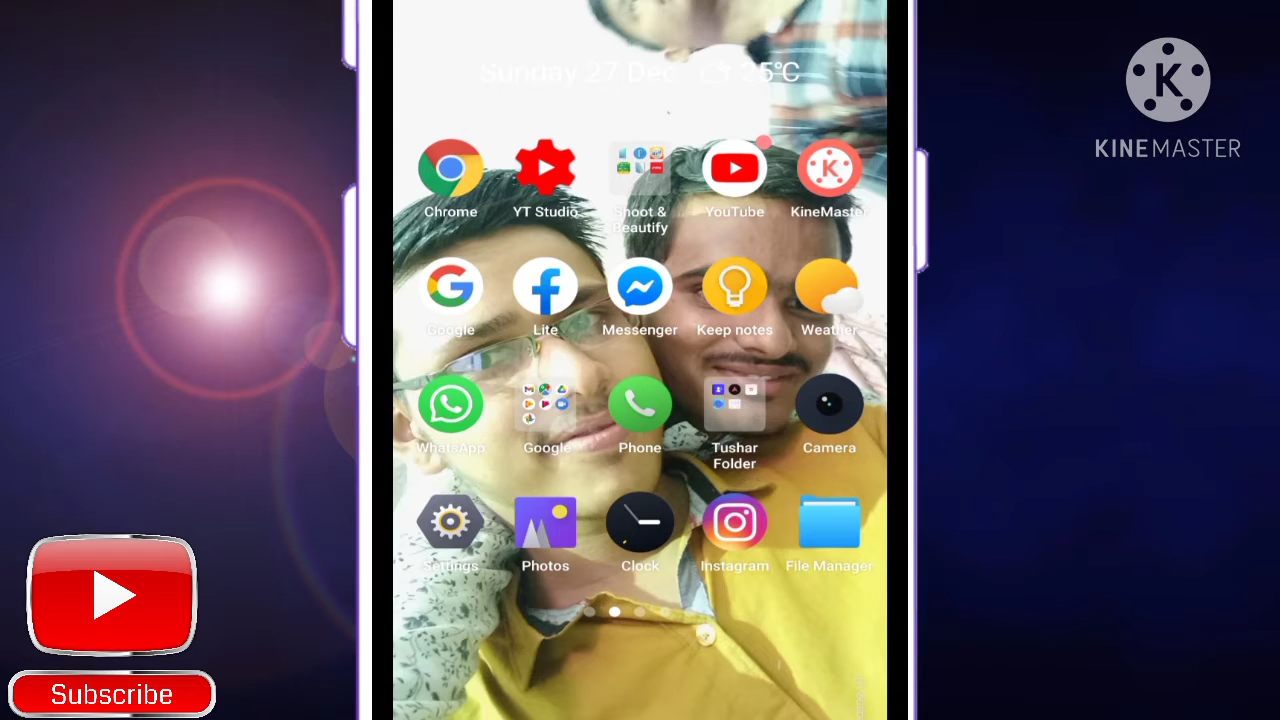 KINEMASTER
Sunday 27 Dec 25°C
Chrome
YT Studio
Shoot & Beautify
YouTube
KineMaster
Google
Lite
Messenger
Keep notes
Weather
WhatsApp
Google
Phone
Tushar Folder
Camera
Settings
Photos
Clock
Instagram
File Manager
Subscribe